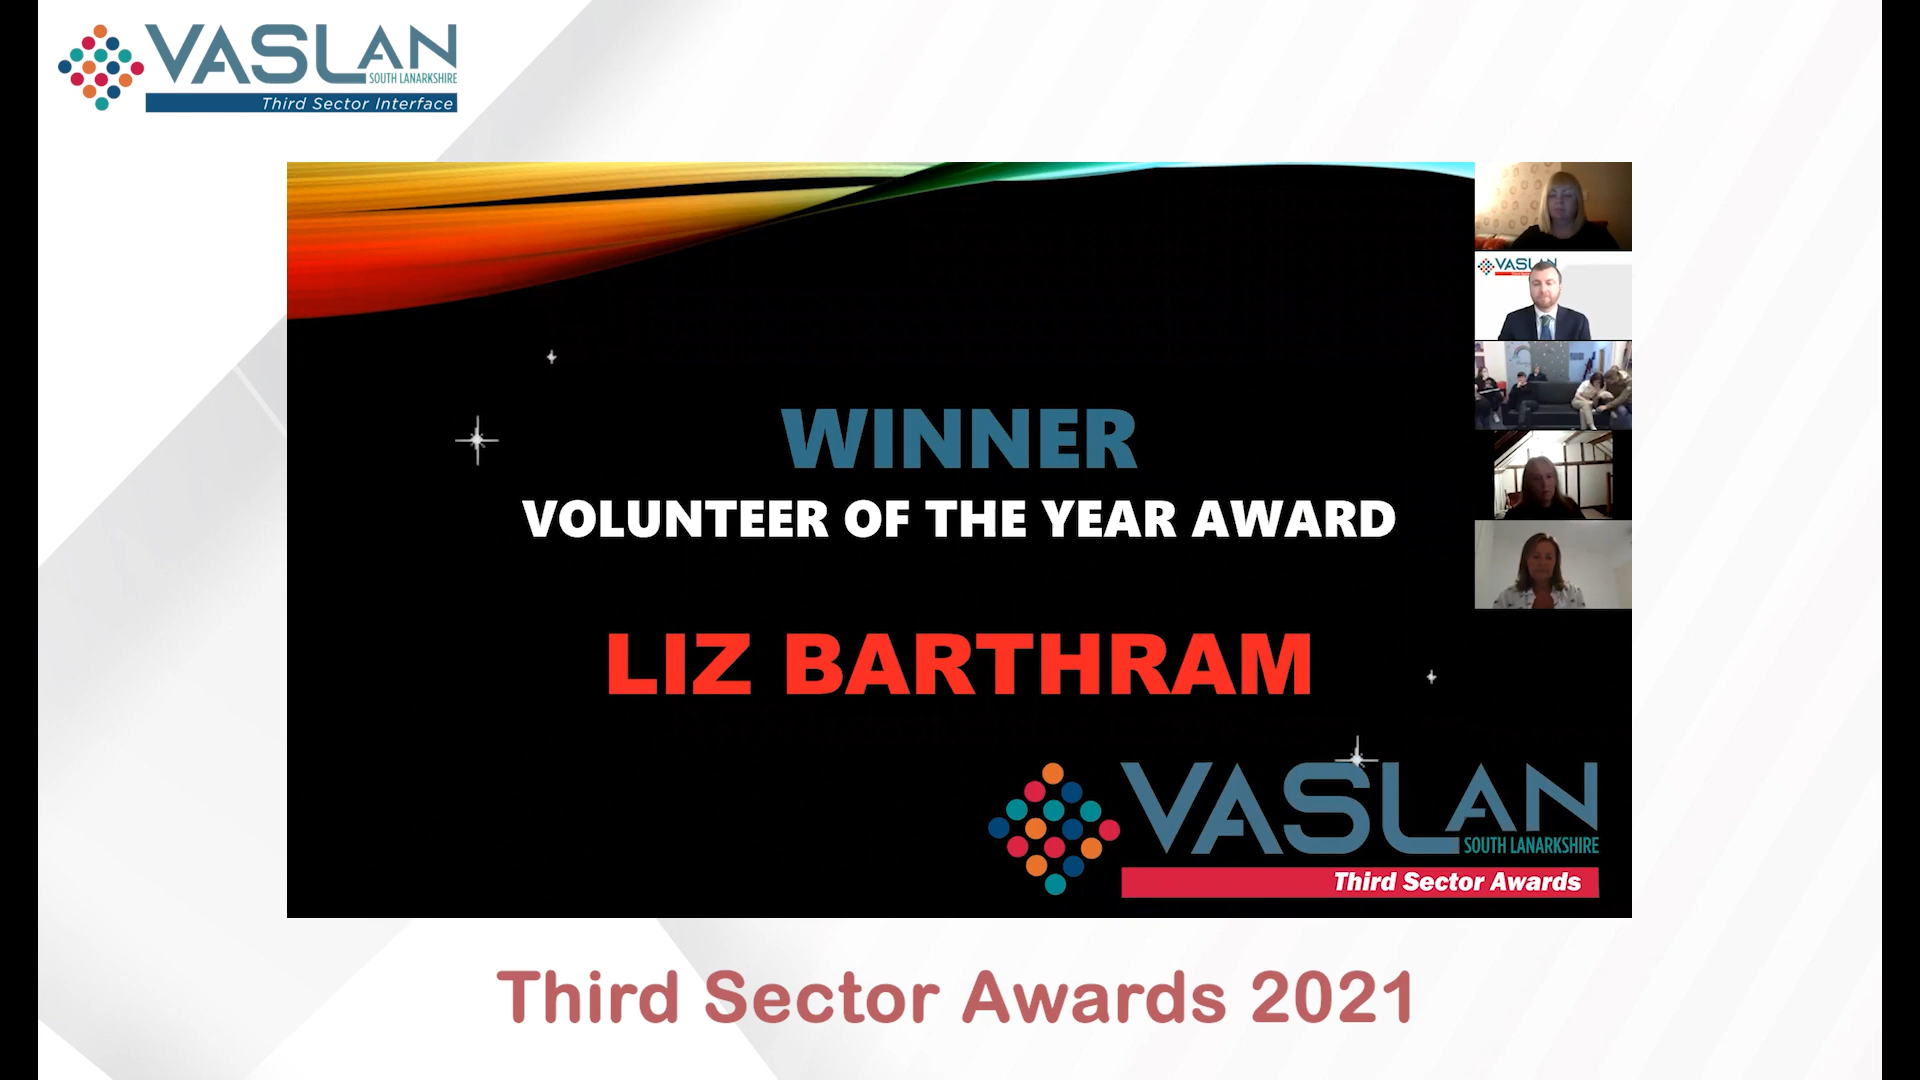 VASLAN
SOUTH LANARKSHIRE
Third Sector Interface
VASLAN
WINNER
VOLUNTEER OF THE YEAR AWARD
LIZ BARTHRAM
VASLAN
SOUTH LANARKSHIRE
Third Sector Awards
Third Sector Awards 2021